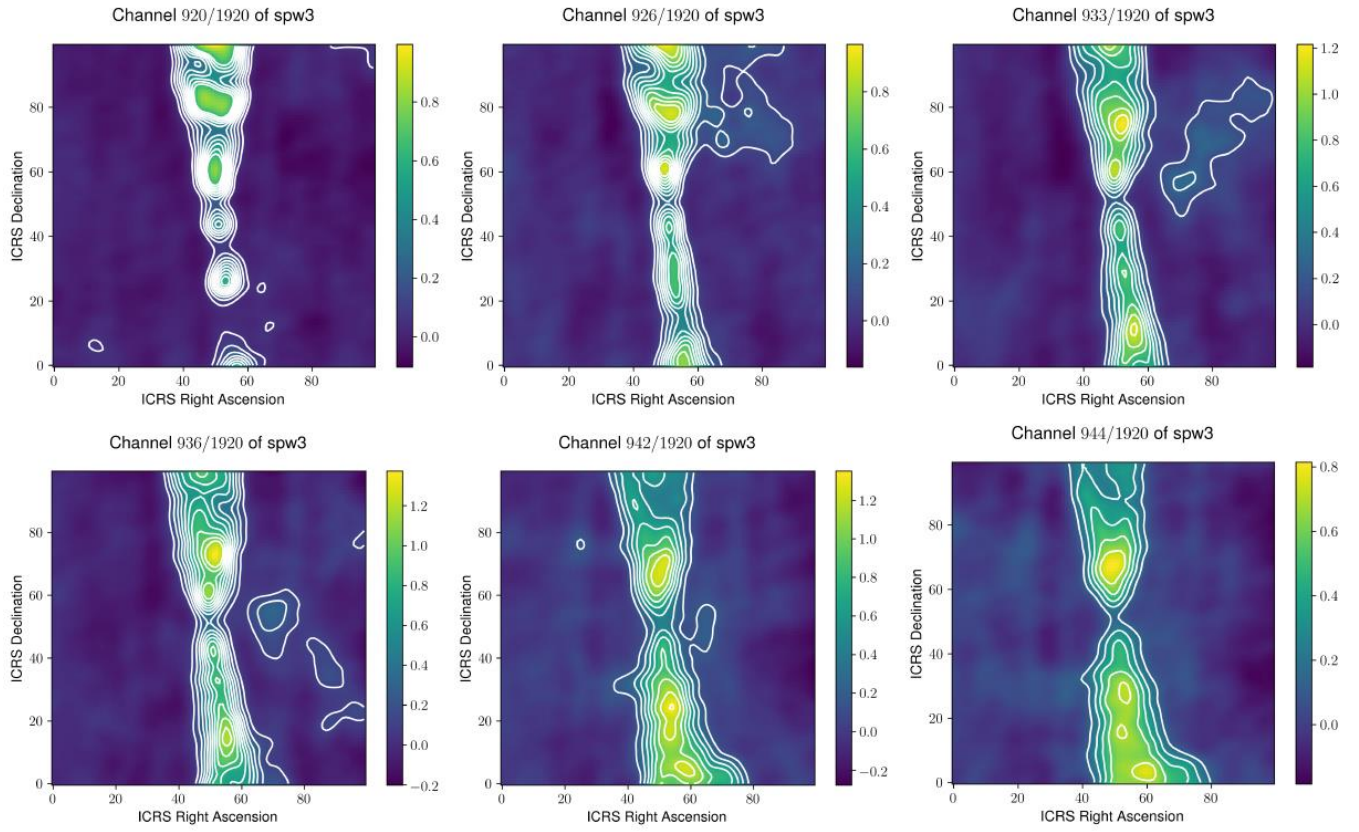 Channel 920/1920 of spw3
Channel 926/1920 of spw3
Channel 933/1920 of spw3
0.8
0.6
0.4
0.2
0.0
80
60
40
20
0
0 20 40 60 80
ICRS Declination
ICRS Right Ascension
0.8
0.6
0.4
0.2
0.0
80
60
40
20
0
0 20 40 60 80
ICRS Declination
ICRS Right Ascension
1.2
1.0
0.8
0.6
0.4
0.2
0.0
80
60
40
20
0
0 20 40 60 80
ICRS Declination
ICRS Right Ascension
Channel 936/1920 of spw3
Channel 942/1920 of spw3
Channel 944/1920 of spw3
1.2
1.0
0.8
0.6
0.4
0.2
0.0
−0.2
80
60
40
20
0
0 20 40 60 80
ICRS Declination
ICRS Right Ascension
1.2
1.0
0.8
0.6
0.4
0.2
0.0
−0.2
80
60
40
20
0
0 20 40 60 80
ICRS Declination
ICRS Right Ascension
0.8
0.6
0.4
0.2
0.0
80
60
40
20
0
0 20 40 60 80
ICRS Declination
ICRS Right Ascension